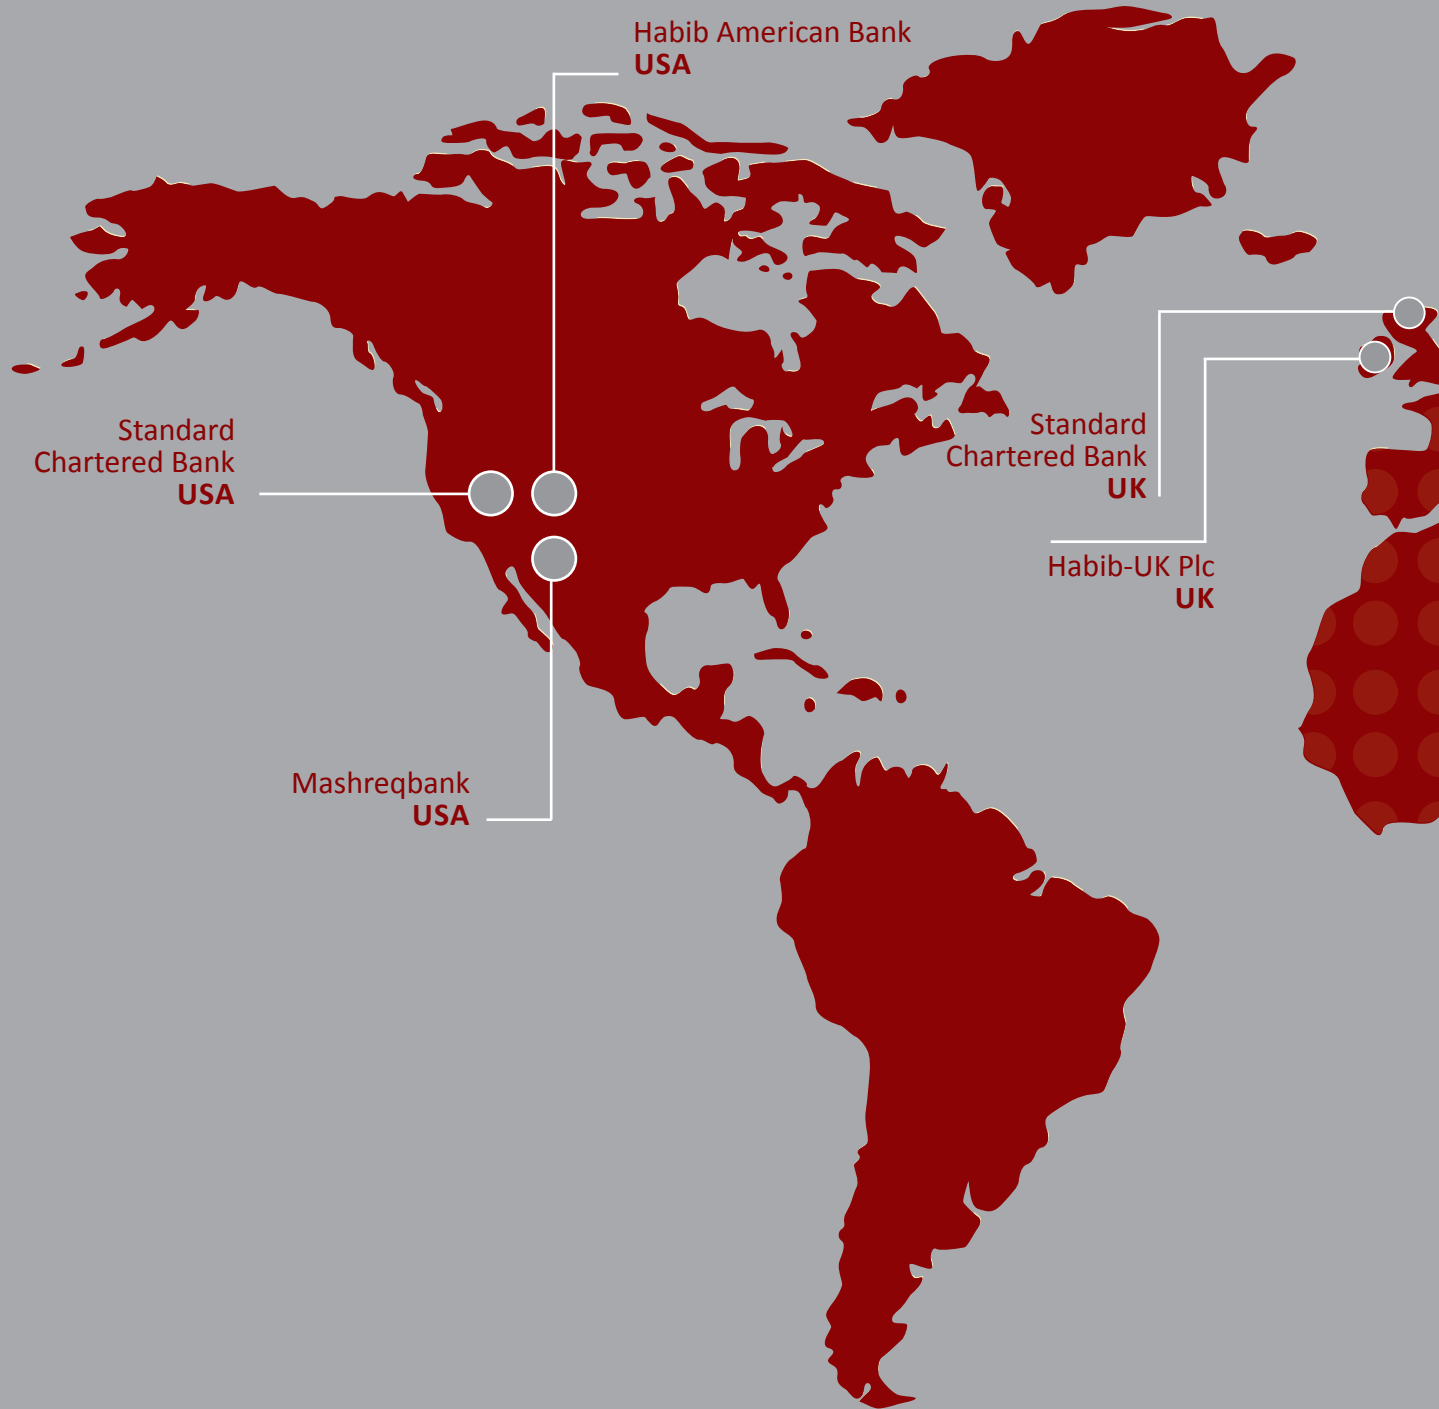 Habib American Bank
USA
Standard
Chartered Bank
USA
Standard
Chartered Bank
UK
Habib-UK Plc
UK
Mashreqbank
USA